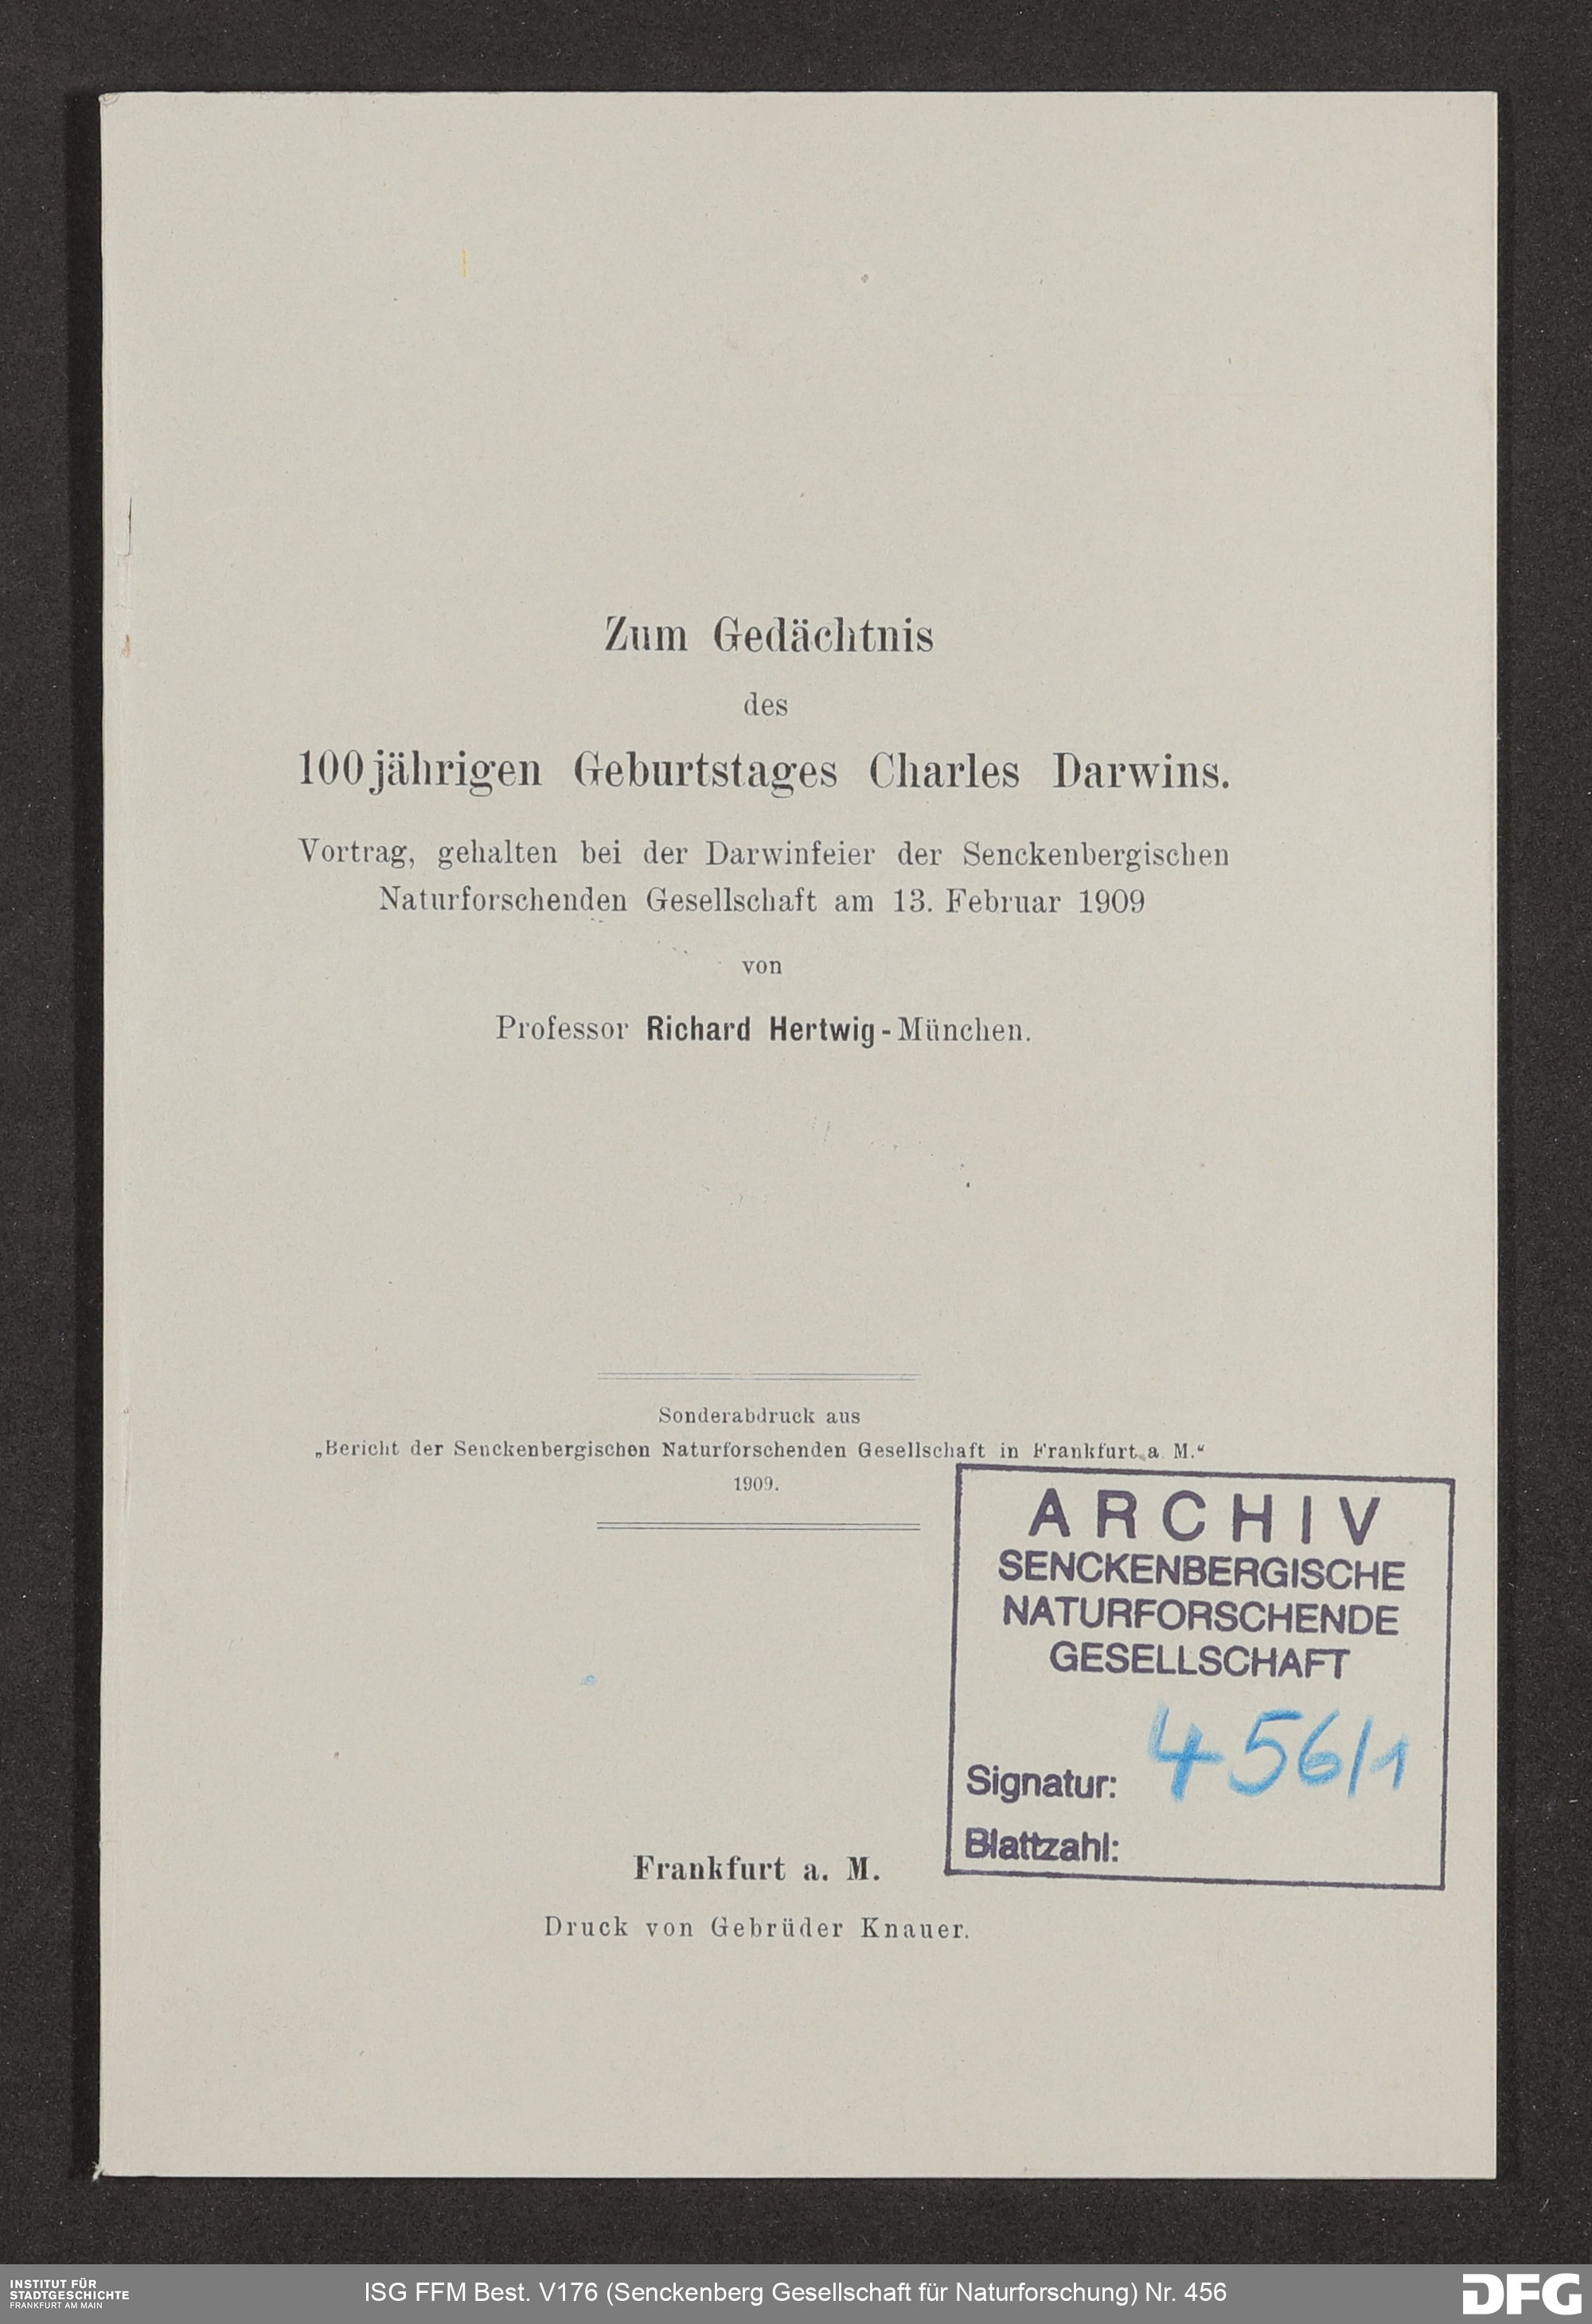 Zum Gedächtnis
des
100jährigen Geburtstages Charles Darwins.
Vortrag, gehalten bei der Darwinfeier der Senckenbergischen
Naturforschenden Gesellschaft am 13. Februar 1909
von
Professor Richard Hertwig-München.
Sonderabdruck aus
„Bericht der Senckenbergischen Naturforschenden Gesellschaft in Frankfurt a. M.“
1909.
ARCHIV
SENCKENBERGISCHE
NATURFORSCHENDE
GESELLSCHAFT
Signatur: 456/1
Blattzahl:
Frankfurt a. M.
Druck von Gebrüder Knauer.
INSTITUT FÜR
STADTGESCHICHTE
FRANKFURT AM MAIN
ISG FFM Best. V176 (Senckenberg Gesellschaft für Naturforschung) Nr. 456
DFG